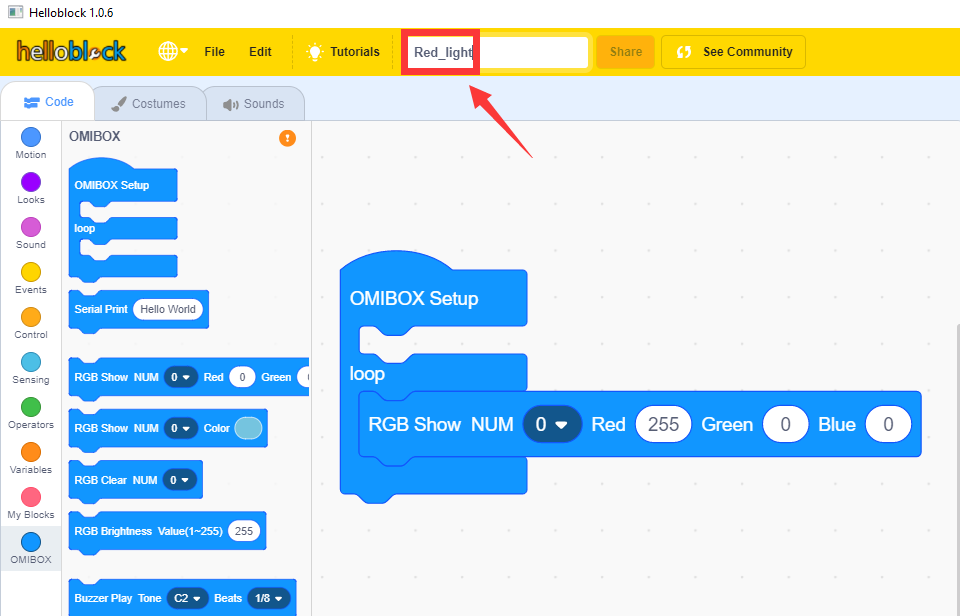 Helloblock 1.0.6
helloblock File Edit Tutorials Red_light Share See Community
Code Costumes Sounds
Motion
Looks
Sound
Events
Control
Sensing
Operators
Variables
My Blocks
OMIBOX
OMIBOX
OMIBOX Setup
loop
Serial Print Hello World
RGB Show NUM 0 Red 0 Green
RGB Show NUM 0 Color
RGB Clear NUM 0
RGB Brightness Value(1~255) 255
Buzzer Play Tone C2 Beats 1/8
OMIBOX Setup
loop
RGB Show NUM 0 Red 255 Green 0 Blue 0